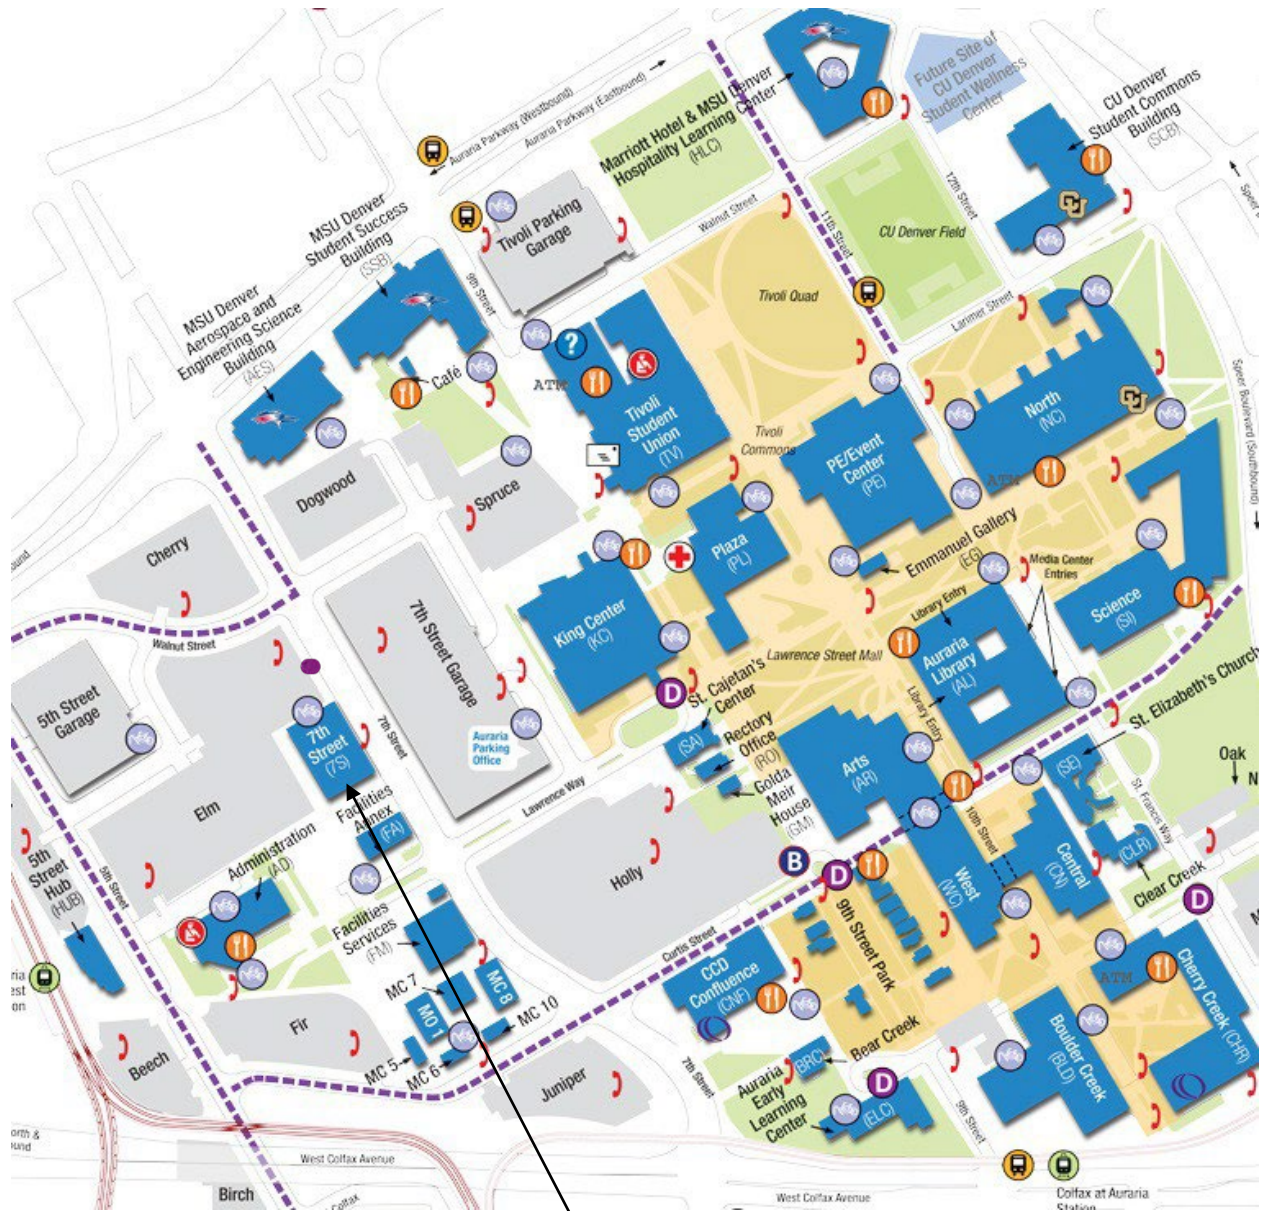 Auraria Parkway (Westbound)
Auraria Parkway (Eastbound)
Marriott Hotel & MSU Denver
Hospitality Learning Center
(HLC)
Future Site of
CU Denver
Student Wellness
Center
CU Denver
Student Commons
Building
(SCB)
MSU Denver
Student Success
Building
(SSB)
Tivoli Parking
Garage
Walnut Street
11th Street
12th Street
CU Denver Field
9th Street
Tivoli Quad
Larimer Street
MSU Denver
Aerospace and
Engineering Science
Building
(AES)
Café
?
ATM
Tivoli
Student
Union
(TV)
Tivoli
Commons
PE/Event
Center
(PE)
North
(NC)
ATM
Speer Boulevard (Southbound)
Dogwood
Spruce
Cherry
Plaza
(PL)
Emmanuel Gallery
(EG)
Media Center
Entries
Science
(SI)
King Center
(KC)
7th Street Garage
Walnut Street
5th Street
Garage
Library Entry
Auraria
Library
(AL)
Lawrence Street Mall
Library Entry
D
St. Cajetan's
Center
(SA)
Rectory
Office
(RO)
Golda
Meir
House
(GM)
St. Elizabeth's Church
(SE)
7th
Street
(7S)
7th Street
Auraria
Parking
Office
Arts
(AR)
Oak
N
St. Francis Way
Elm
Facilities
Annex
(FA)
Lawrence Way
10th Street
5th
Street
Hub
(HUB)
5th Street
Administration
(AD)
Holly
B
D
West
(WC)
Central
(CN)
(CLR)
Clear Creek
D
Facilities
Services
(FM)
Curtis Street
9th Street Park
CCD
Confluence
(CNF)
ATM
Cherry Creek (CHR)
MC 7
MC 8
MO 1
MC 10
MC 5
MC 6
Fir
Beech
Juniper
7th Street
Bear Creek
(BRC)
Boulder Creek
(BLD)
Auraria
Early
Learning
Center
(ELC)
D
9th Street
West Colfax Avenue
Birch
West Colfax Avenue
Colfax at Auraria
Station